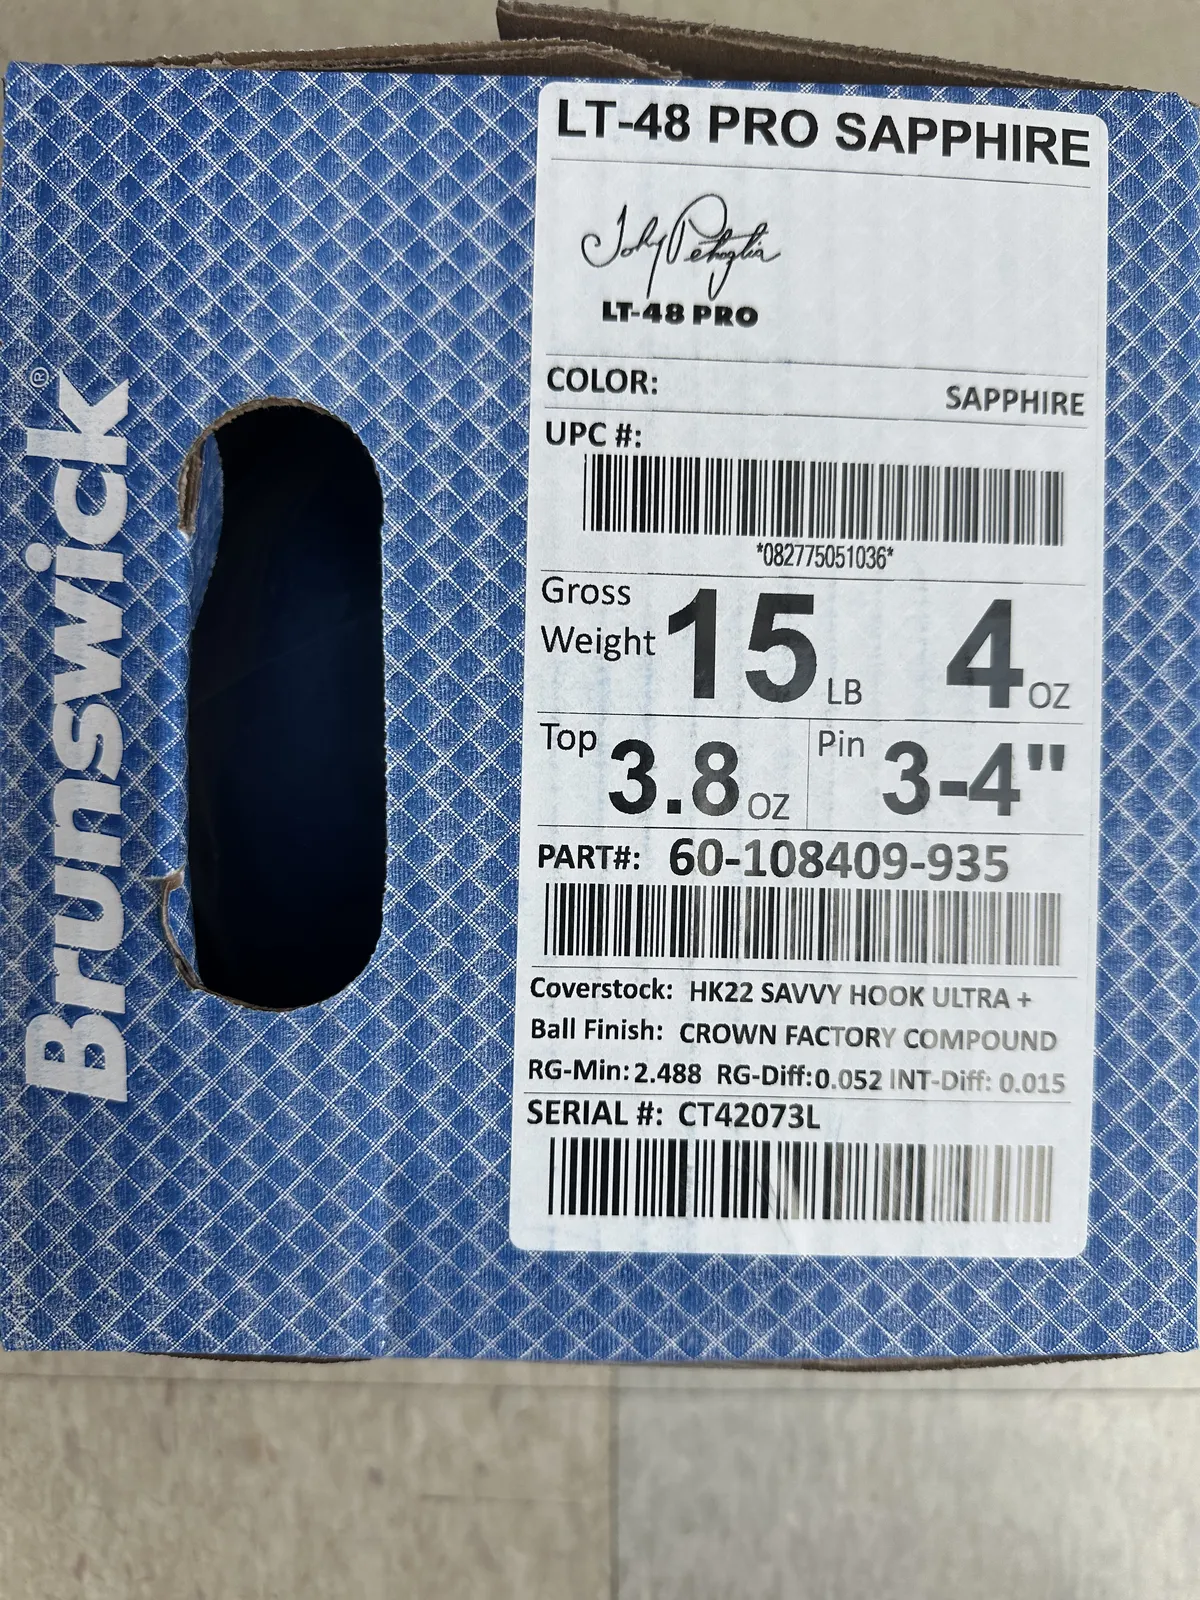 LT-48 PRO SAPPHIRE
Johnny Petraglia
LT-48 PRO
COLOR: SAPPHIRE
UPC #:
*082775051036*
Gross Weight 15 LB 4 OZ
Top 3.8 OZ Pin 3-4"
PART#: 60-108409-935
Coverstock: HK22 SAVVY HOOK ULTRA +
Ball Finish: CROWN FACTORY COMPOUND
RG-Min: 2.488 RG-Diff: 0.052 INT-Diff: 0.015
SERIAL #: CT42073L
Brunswick®